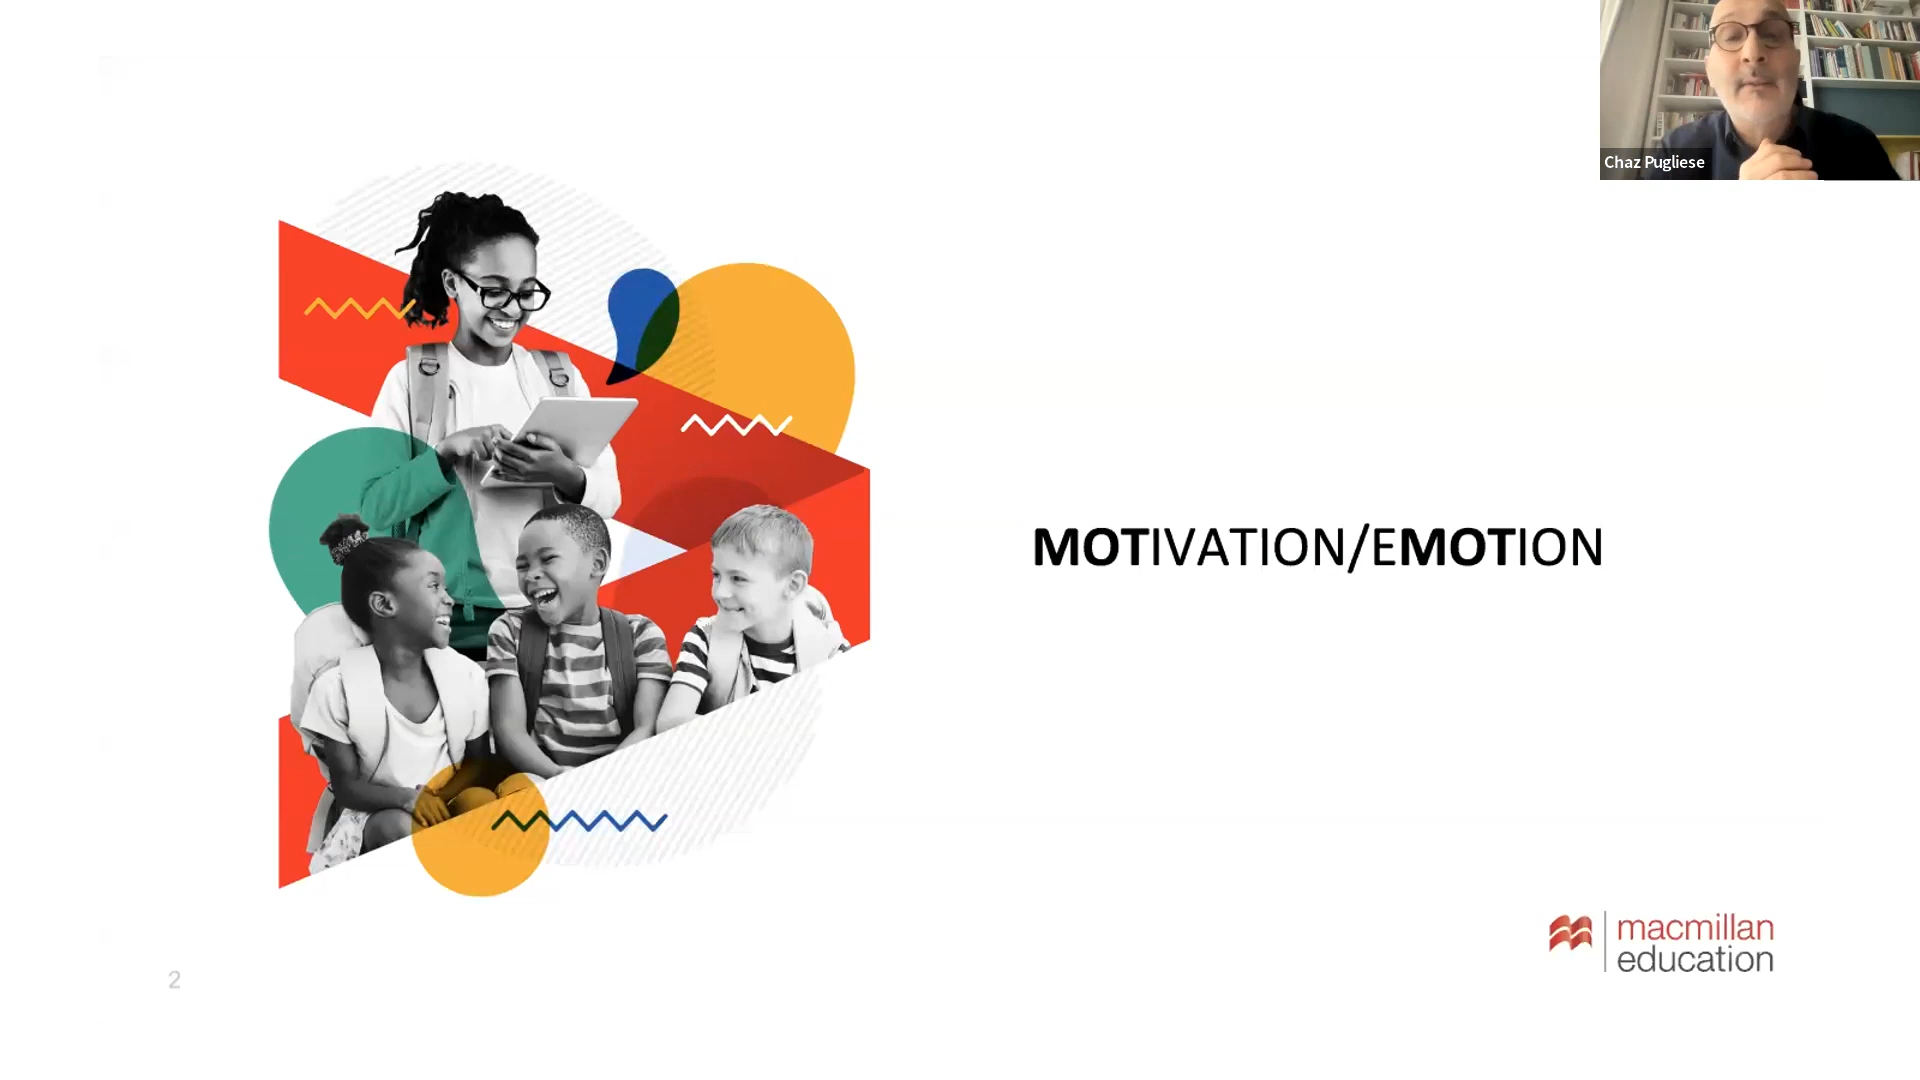 Chaz Pugliese
MOTIVATION/EMOTION
macmillan
education
2